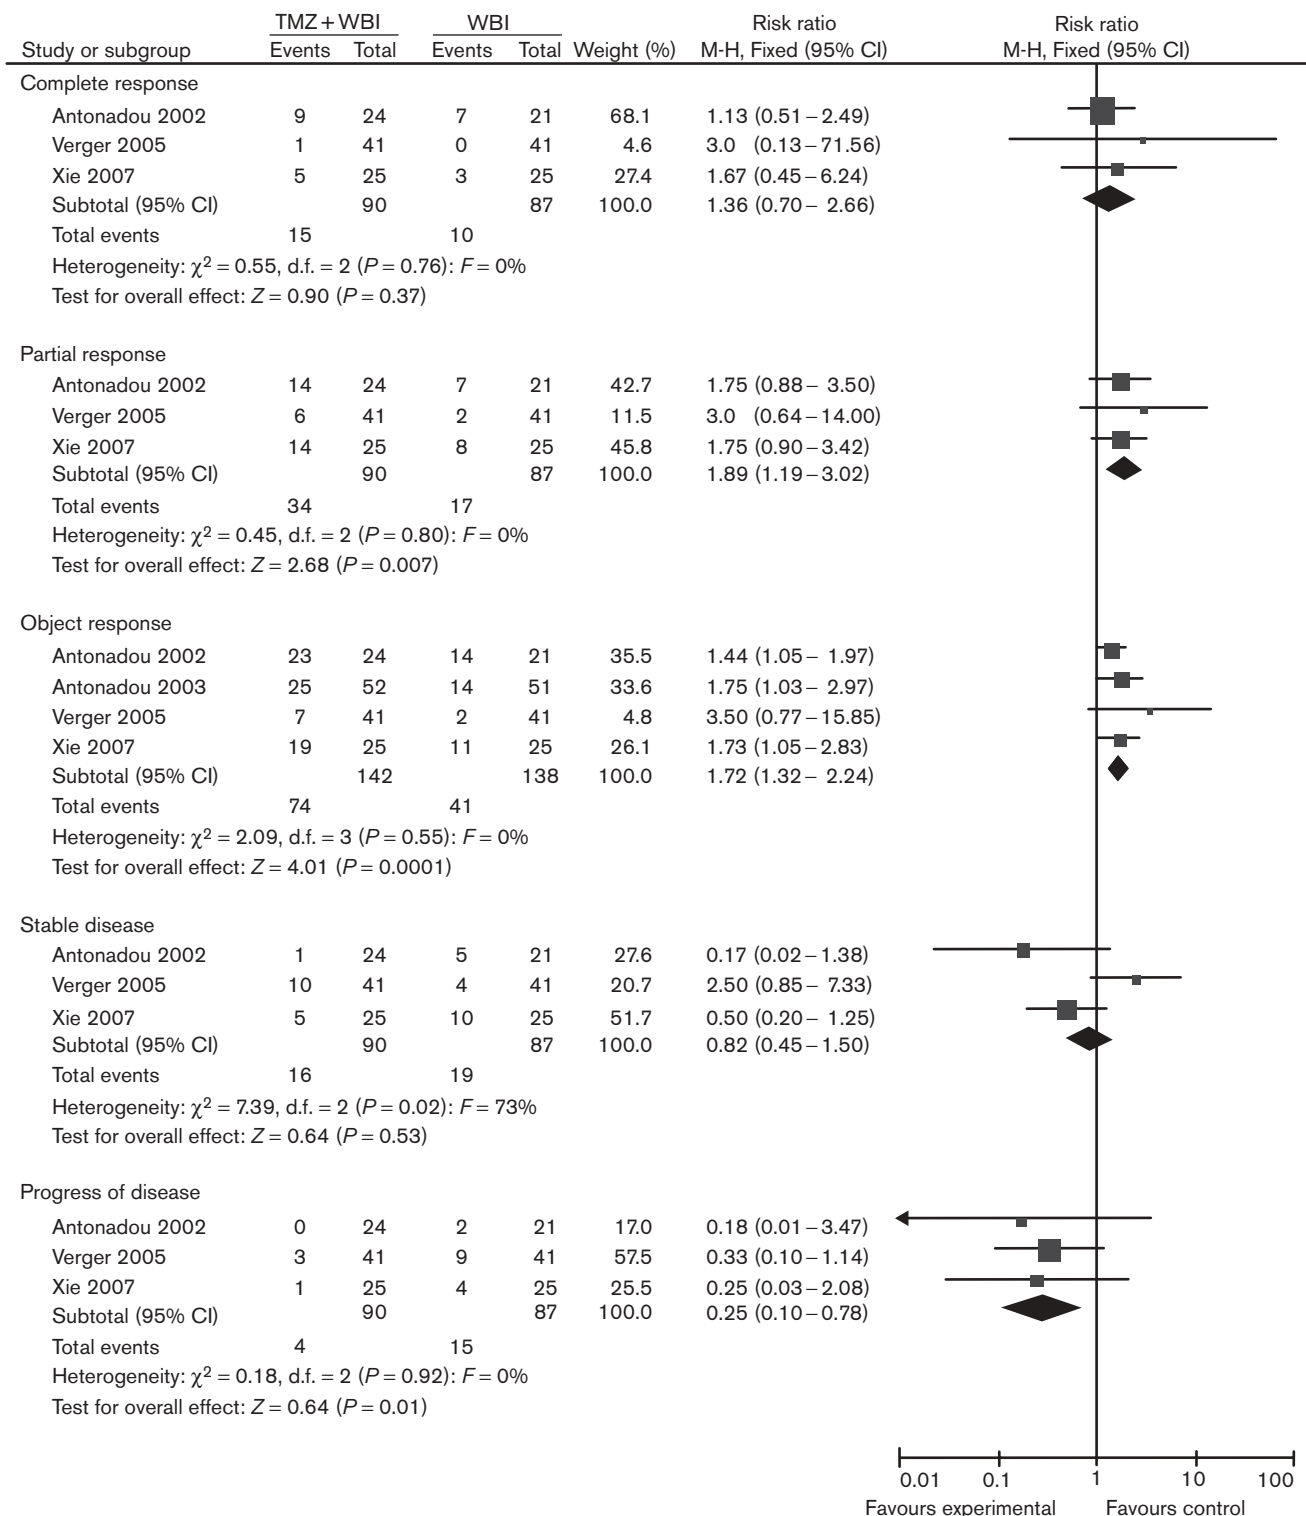 TMZ + WBI WBI Risk ratio Risk ratio
Study or subgroup Events Total Events Total Weight (%) M-H, Fixed (95% CI) M-H, Fixed (95% CI)
Complete response
Antonadou 2002 9 24 7 21 68.1 1.13 (0.51 – 2.49)
Verger 2005 1 41 0 41 4.6 3.0 (0.13 – 71.56)
Xie 2007 5 25 3 25 27.4 1.67 (0.45 – 6.24)
Subtotal (95% CI) 90 87 100.0 1.36 (0.70 – 2.66)
Total events 15 10
Heterogeneity: χ² = 0.55, d.f. = 2 (P = 0.76): F = 0%
Test for overall effect: Z = 0.90 (P = 0.37)
Partial response
Antonadou 2002 14 24 7 21 42.7 1.75 (0.88 – 3.50)
Verger 2005 6 41 2 41 11.5 3.0 (0.64 – 14.00)
Xie 2007 14 25 8 25 45.8 1.75 (0.90 – 3.42)
Subtotal (95% CI) 90 87 100.0 1.89 (1.19 – 3.02)
Total events 34 17
Heterogeneity: χ² = 0.45, d.f. = 2 (P = 0.80): F = 0%
Test for overall effect: Z = 2.68 (P = 0.007)
Object response
Antonadou 2002 23 24 14 21 35.5 1.44 (1.05 – 1.97)
Antonadou 2003 25 52 14 51 33.6 1.75 (1.03 – 2.97)
Verger 2005 7 41 2 41 4.8 3.50 (0.77 – 15.85)
Xie 2007 19 25 11 25 26.1 1.73 (1.05 – 2.83)
Subtotal (95% CI) 142 138 100.0 1.72 (1.32 – 2.24)
Total events 74 41
Heterogeneity: χ² = 2.09, d.f. = 3 (P = 0.55): F = 0%
Test for overall effect: Z = 4.01 (P = 0.0001)
Stable disease
Antonadou 2002 1 24 5 21 27.6 0.17 (0.02 – 1.38)
Verger 2005 10 41 4 41 20.7 2.50 (0.85 – 7.33)
Xie 2007 5 25 10 25 51.7 0.50 (0.20 – 1.25)
Subtotal (95% CI) 90 87 100.0 0.82 (0.45 – 1.50)
Total events 16 19
Heterogeneity: χ² = 7.39, d.f. = 2 (P = 0.02): F = 73%
Test for overall effect: Z = 0.64 (P = 0.53)
Progress of disease
Antonadou 2002 0 24 2 21 17.0 0.18 (0.01 – 3.47)
Verger 2005 3 41 9 41 57.5 0.33 (0.10 – 1.14)
Xie 2007 1 25 4 25 25.5 0.25 (0.03 – 2.08)
Subtotal (95% CI) 90 87 100.0 0.25 (0.10 – 0.78)
Total events 4 15
Heterogeneity: χ² = 0.18, d.f. = 2 (P = 0.92): F = 0%
Test for overall effect: Z = 0.64 (P = 0.01)
0.01 0.1 1 10 100
Favours experimental Favours control